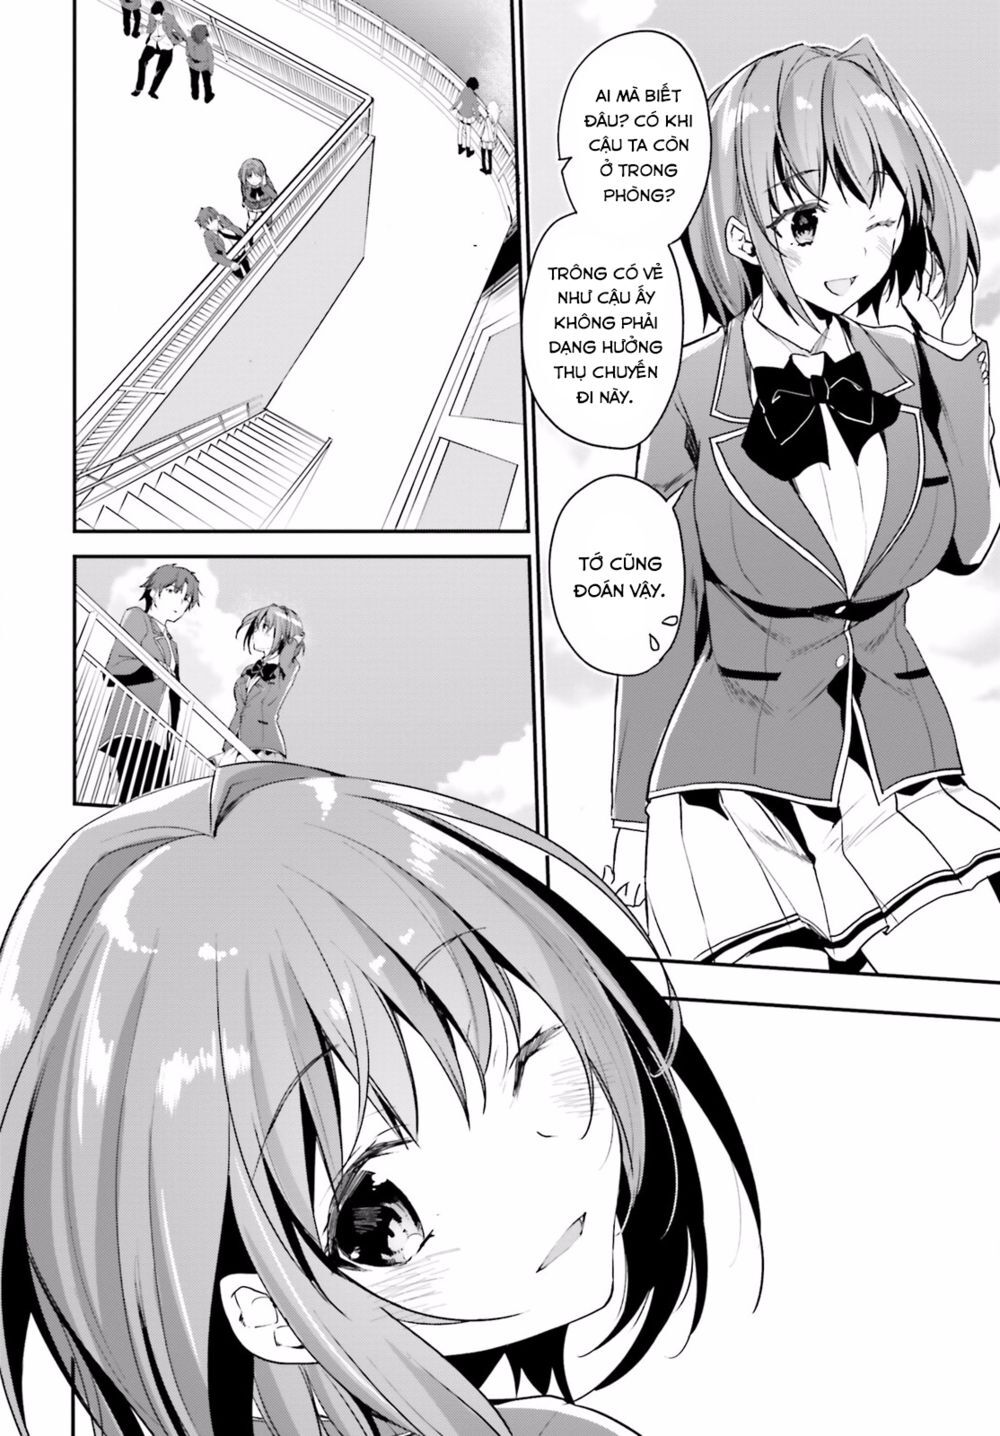 AI MÀ BIẾT
ĐÂU? CÓ KHI
CẬU TA CÒN
Ở TRONG
PHÒNG?
TRÔNG CÓ VẺ
NHƯ CẬU ẤY
KHÔNG PHẢI
DẠNG HƯỞNG
THỤ CHUYẾN
ĐI NÀY.
TỚ CŨNG
ĐOÁN VẬY.